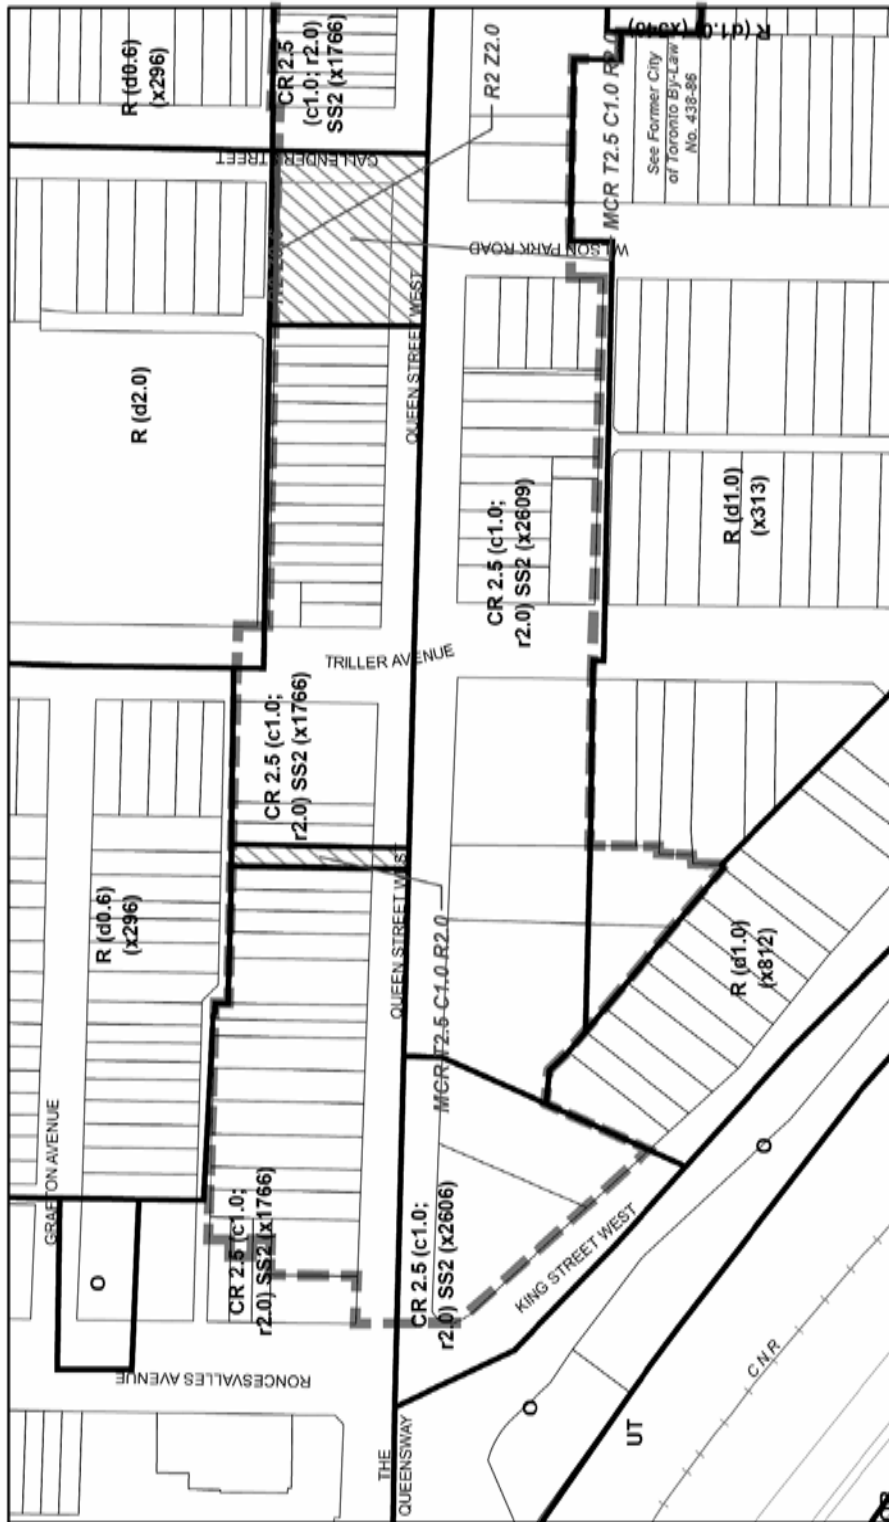 R (d0.6)
(x296)
CR 2.5
(c1.0; r2.0)
SS2 (x1766)
R2 Z2.0
R (d1.0)
MCR T2.5 C1.0 R2.0
See Former City
of Toronto By-Law
No. 438-86
CALLENDER STREET
WILSON PARK ROAD
QUEEN STREET WEST
R (d2.0)
CR 2.5 (c1.0;
r2.0) SS2 (x2609)
R (d1.0)
(x313)
TRILLER AVENUE
CR 2.5 (c1.0;
r2.0) SS2 (x1766)
R (d0.6)
(x296)
QUEEN STREET WEST
MCR T2.5 C1.0 R2.0
R (d1.0)
(x812)
GRAFTON AVENUE
O
CR 2.5 (c1.0;
r2.0) SS2 (x1766)
CR 2.5 (c1.0;
r2.0) SS2 (x2606)
KING STREET WEST
O
RONCESVALLES AVENUE
THE
QUEENSWAY
O
UT
CNR